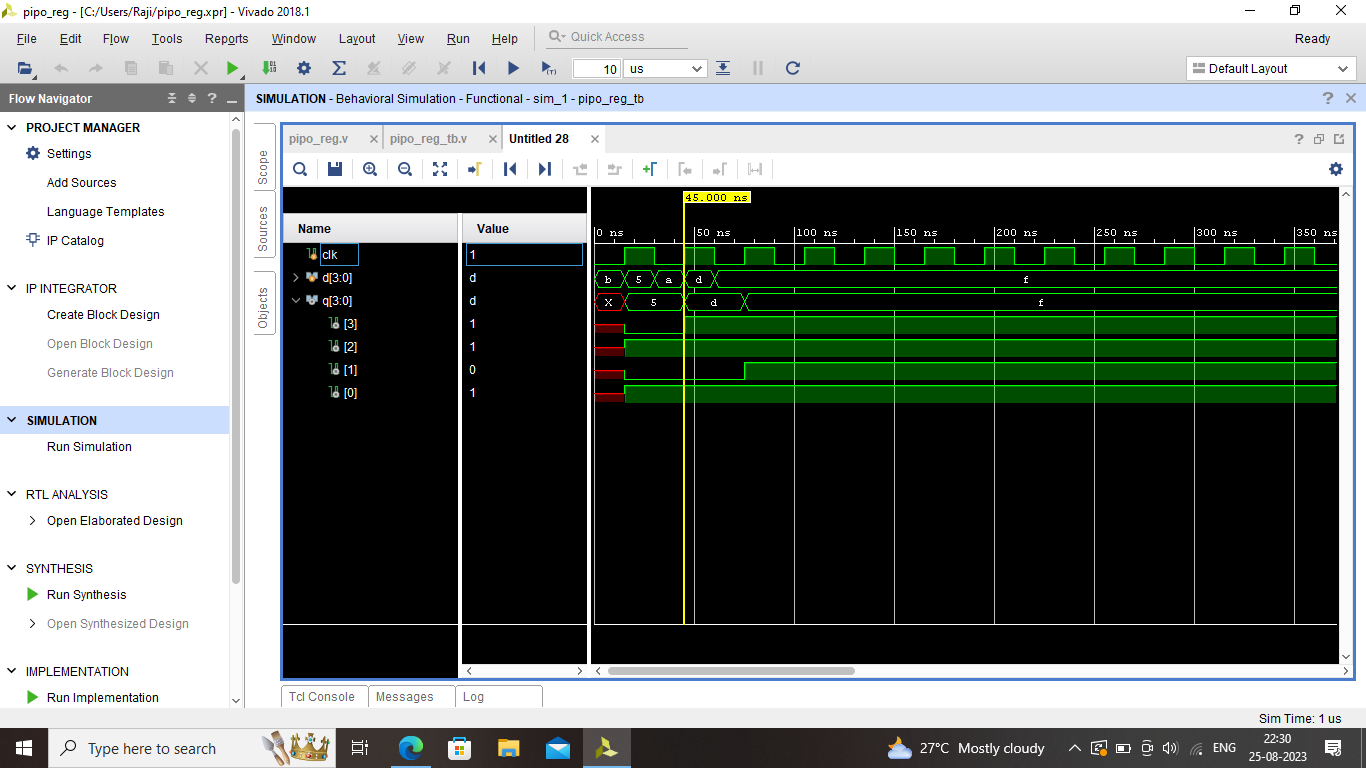 pipo_reg - [C:/Users/Raji/pipo_reg.xpr] - Vivado 2018.1
File Edit Flow Tools Reports Window Layout View Run Help Quick Access Ready
10 us Default Layout
Flow Navigator
PROJECT MANAGER
Settings
Add Sources
Language Templates
IP Catalog
IP INTEGRATOR
Create Block Design
Open Block Design
Generate Block Design
SIMULATION
Run Simulation
RTL ANALYSIS
Open Elaborated Design
SYNTHESIS
Run Synthesis
Open Synthesized Design
IMPLEMENTATION
Run Implementation
SIMULATION - Behavioral Simulation - Functional - sim_1 - pipo_reg_tb
Scope
Sources
Objects
pipo_reg.v pipo_reg_tb.v Untitled 28
45.000 ns
Name Value
0 ns 50 ns 100 ns 150 ns 200 ns 250 ns 300 ns 350 ns
clk 1
d[3:0] d b 5 a d f
q[3:0] d X 5 d f
[3] 1
[2] 1
[1] 0
[0] 1
Tcl Console Messages Log
Sim Time: 1 us
Type here to search
27°C Mostly cloudy
ENG
22:30
25-08-2023